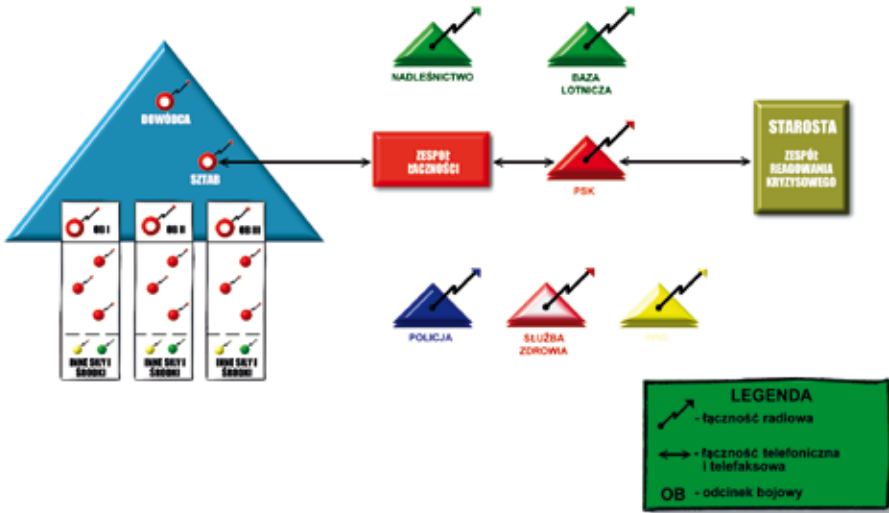 NADLEŚNICTWO
BAZA
LOTNICZA
DOWÓDCA
SZTAB
ZESPÓŁ
ŁĄCZNOŚCI
PSK
STAROSTA
ZESPÓŁ
REAGOWANIA
KRYZYSOWEGO
OB I
OB II
OB III
INNE SIŁY I
ŚRODKI
INNE SIŁY I
ŚRODKI
INNE SIŁY I
ŚRODKI
POLICJA
SŁUŻBA
ZDROWIA
LEGENDA
- łączność radiowa
- łączność telefoniczna
i telefaksowa
OB - odcinek bojowy